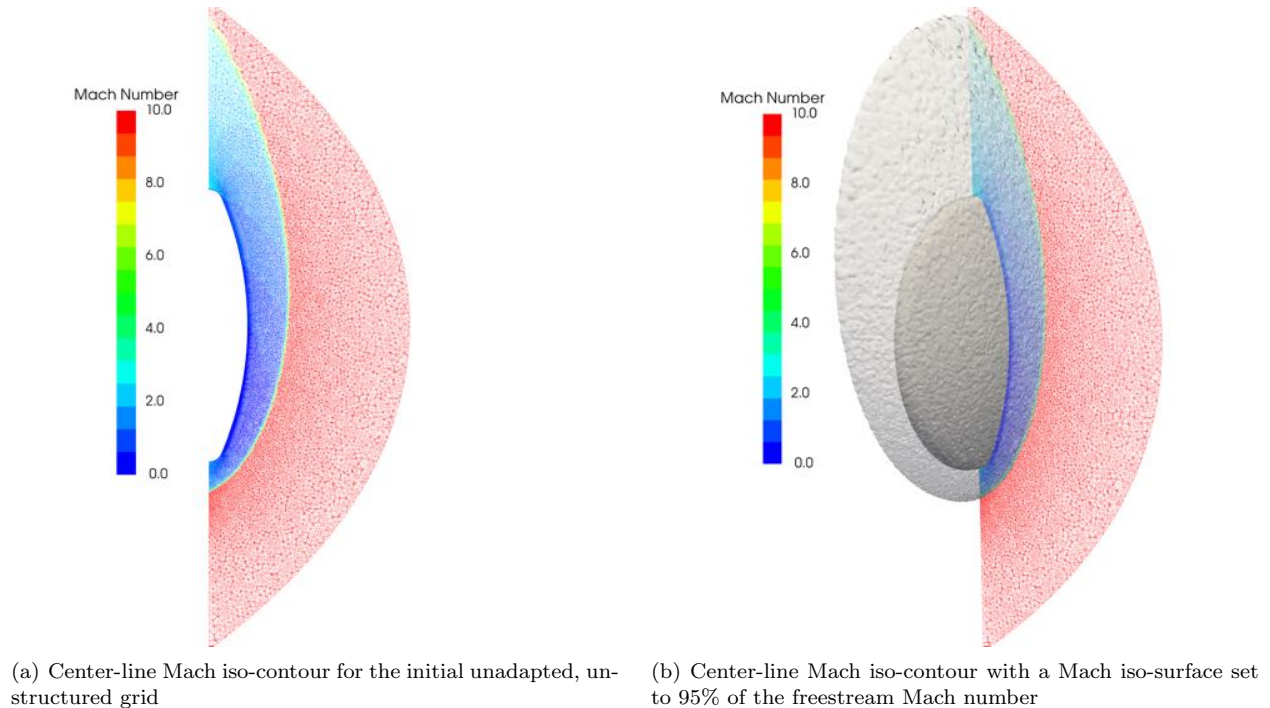 Mach Number
10.0
8.0
6.0
4.0
2.0
0.0
Mach Number
10.0
8.0
6.0
4.0
2.0
0.0
(a) Center-line Mach iso-contour for the initial unadapted, un-
structured grid
(b) Center-line Mach iso-contour with a Mach iso-surface set
to 95% of the freestream Mach number